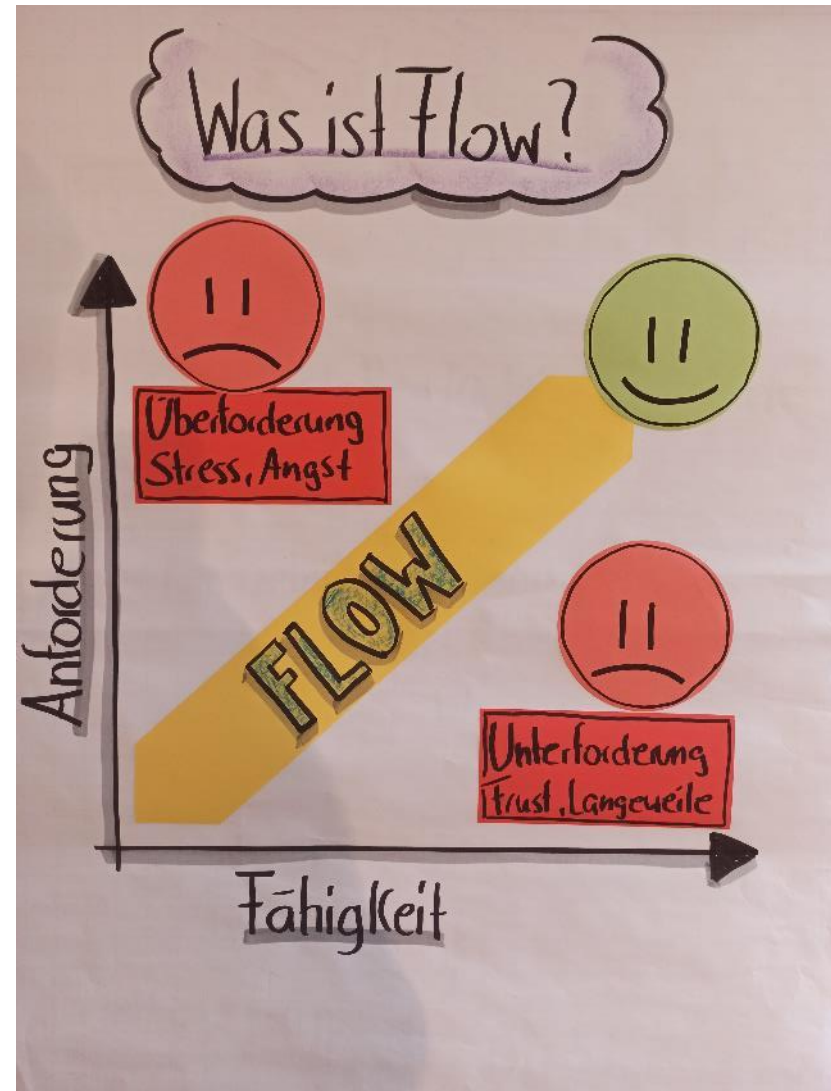 Was ist Flow?
Überforderung
Stress, Angst
Anforderung
FLOW
Unterforderung
Frust, Langeweile
Fähigkeit